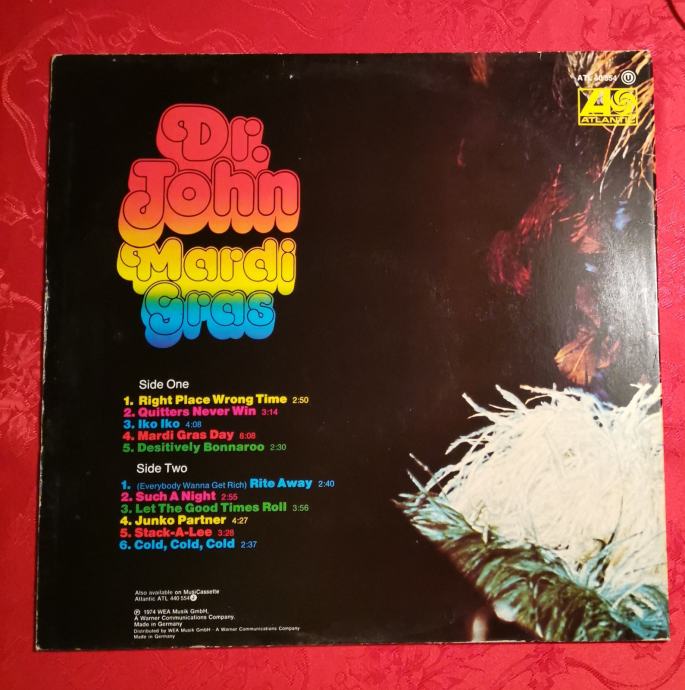 ATL 40 554 U
ATLANTIC
Dr.
John
Mardi
Gras
Side One
1. Right Place Wrong Time 2:50
2. Quitters Never Win 3:14
3. Iko Iko 4:08
4. Mardi Gras Day 8:08
5. Desitively Bonnaroo 2:30
Side Two
1. (Everybody Wanna Get Rich) Rite Away 2:40
2. Such A Night 2:55
3. Let The Good Times Roll 3:56
4. Junko Partner 4:27
5. Stack-A-Lee 3:28
6. Cold, Cold, Cold 2:37
Also available on MusiCassette
Atlantic ATL 440 554
℗ 1974 WEA Musik GmbH,
A Warner Communications Company.
Made in Germany
Distributed by WEA Musik GmbH - A Warner Communications Company
Made in Germany